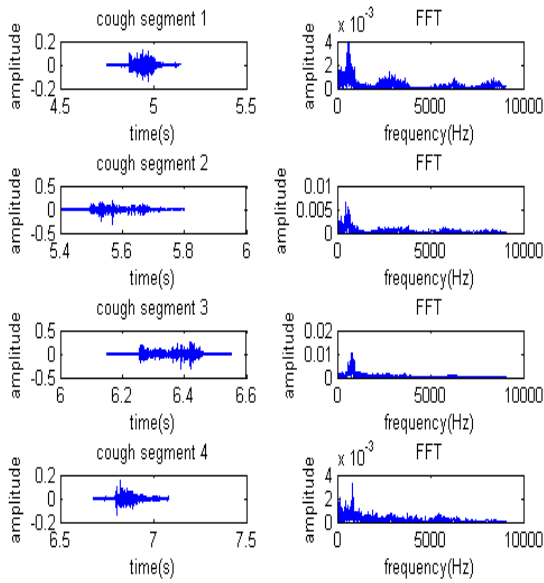 cough segment 1
FFT
x 10-3
amplitude
0.2
0
-0.2
4.5
5
5.5
time(s)
amplitude
4
2
0
0
5000
10000
frequency(Hz)
cough segment 2
FFT
amplitude
0.5
0
-0.5
5.4
5.6
5.8
6
time(s)
amplitude
0.01
0.005
0
0
5000
10000
frequency(Hz)
cough segment 3
FFT
amplitude
0.5
0
-0.5
6
6.2
6.4
6.6
time(s)
amplitude
0.02
0.01
0
0
5000
10000
frequency(Hz)
cough segment 4
FFT
x 10-3
amplitude
0.2
0
-0.2
6.5
7
7.5
time(s)
amplitude
4
2
0
0
5000
10000
frequency(Hz)